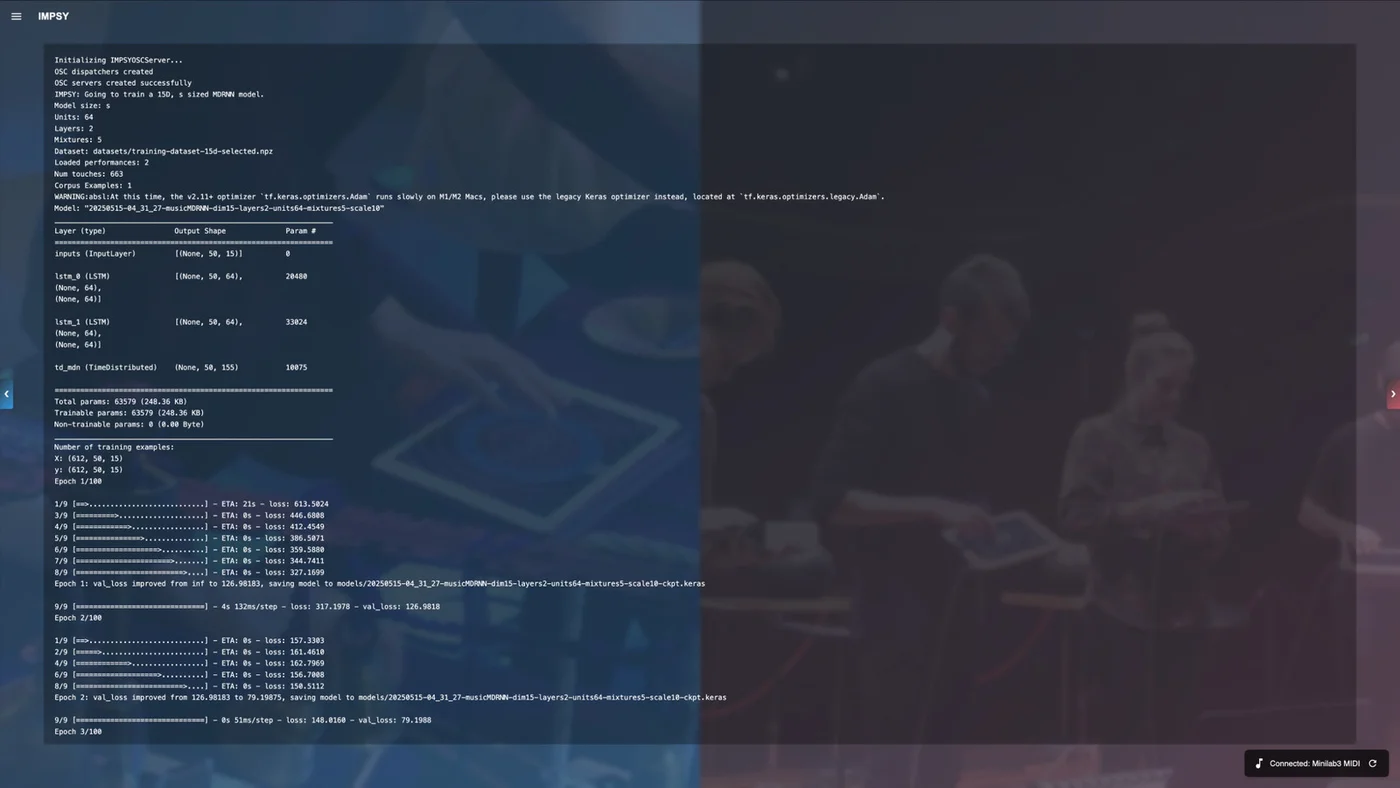 IMPSY
Initializing IMPSYOSCServer...
OSC dispatchers created
OSC servers created successfully
IMPSY: Going to train a 15D, s sized MDRNN model.
Model size: s
Units: 64
Layers: 2
Mixtures: 5
Dataset: datasets/training-dataset-15d-selected.npz
Loaded performances: 2
Num touches: 663
Corpus Examples: 1
WARNING:absl:At this time, the v2.11+ optimizer `tf.keras.optimizers.Adam` runs slowly on M1/M2 Macs, please use the legacy Keras optimizer instead, located at `tf.keras.optimizers.legacy.Adam`.
Model: "20250515-04_31_27-musicMDRNN-dim15-layers2-units64-mixtures5-scale10"
Layer (type) Output Shape Param #
=================================================================
inputs (InputLayer) [(None, 50, 15)] 0
lstm_0 (LSTM) [(None, 50, 64), 20480
(None, 64),
(None, 64)]
lstm_1 (LSTM) [(None, 50, 64), 33024
(None, 64),
(None, 64)]
td_mdn (TimeDistributed) (None, 50, 155) 10075
=================================================================
Total params: 63579 (248.36 KB)
Trainable params: 63579 (248.36 KB)
Non-trainable params: 0 (0.00 Byte)
Number of training examples:
X: (612, 50, 15)
y: (612, 50, 15)
Epoch 1/100
1/9 [==>...........................] - ETA: 21s - loss: 613.5024
3/9 [=========>....................] - ETA: 0s - loss: 446.6808
4/9 [============>.................] - ETA: 0s - loss: 412.4549
5/9 [===============>..............] - ETA: 0s - loss: 386.5071
6/9 [===================>..........] - ETA: 0s - loss: 359.5880
7/9 [======================>.......] - ETA: 0s - loss: 344.7411
8/9 [=========================>....] - ETA: 0s - loss: 327.1699
Epoch 1: val_loss improved from inf to 126.98183, saving model to models/20250515-04_31_27-musicMDRNN-dim15-layers2-units64-mixtures5-scale10-ckpt.keras
9/9 [==============================] - 4s 132ms/step - loss: 317.1978 - val_loss: 126.9818
Epoch 2/100
1/9 [==>...........................] - ETA: 0s - loss: 157.3303
2/9 [=====>........................] - ETA: 0s - loss: 161.4610
4/9 [============>.................] - ETA: 0s - loss: 162.7969
6/9 [===================>..........] - ETA: 0s - loss: 156.7008
8/9 [=========================>....] - ETA: 0s - loss: 150.5112
Epoch 2: val_loss improved from 126.98183 to 79.19875, saving model to models/20250515-04_31_27-musicMDRNN-dim15-layers2-units64-mixtures5-scale10-ckpt.keras
9/9 [==============================] - 0s 51ms/step - loss: 148.0160 - val_loss: 79.1988
Epoch 3/100
Connected: Minilab3 MIDI